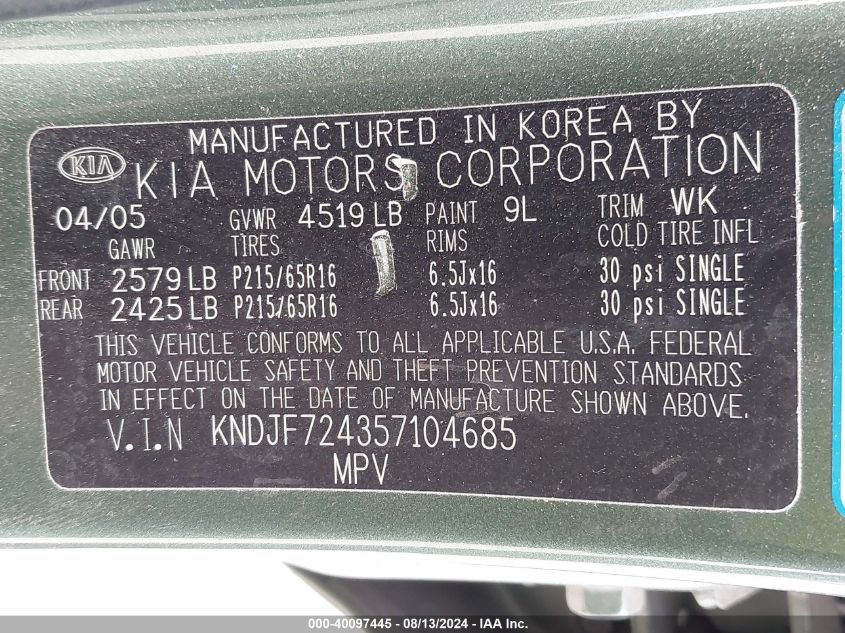 MANUFACTURED IN KOREA BY
KIA KIA MOTORS CORPORATION
04/05 GVWR 4519 LB PAINT 9L TRIM WK
GAWR TIRES RIMS COLD TIRE INFL
FRONT 2579 LB P215/65R16 6.5Jx16 30 psi SINGLE
REAR 2425 LB P215/65R16 6.5Jx16 30 psi SINGLE
THIS VEHICLE CONFORMS TO ALL APPLICABLE U.S.A. FEDERAL
MOTOR VEHICLE SAFETY AND THEFT PREVENTION STANDARDS
IN EFFECT ON THE DATE OF MANUFACTURE SHOWN ABOVE.
V.I.N KNDJF724357104685
MPV
000-40097445 - 08/13/2024 - IAA Inc.